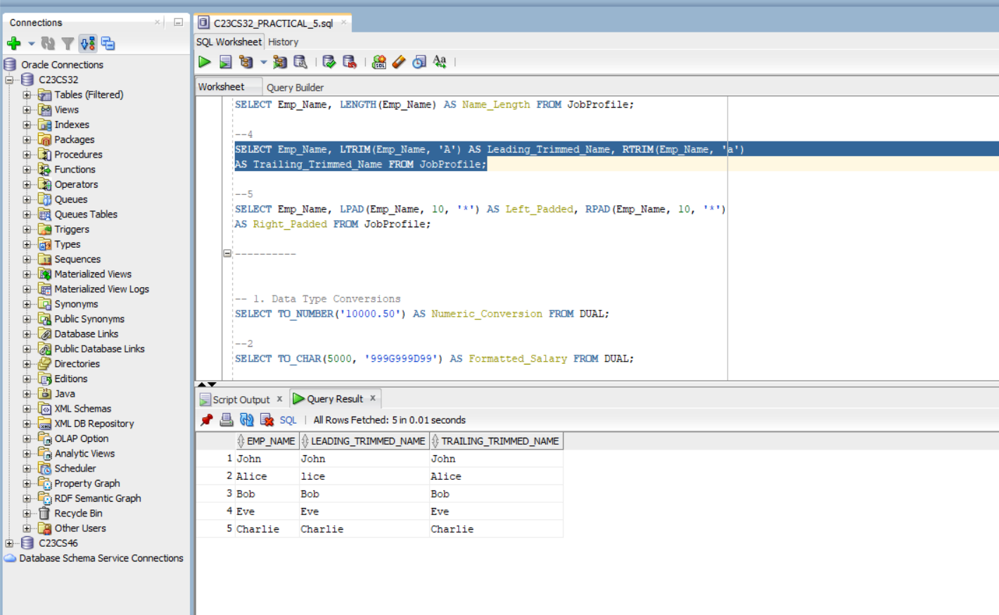 Connections
Oracle Connections
C23CS32
Tables (Filtered)
Views
Indexes
Packages
Procedures
Functions
Operators
Queues
Queues Tables
Triggers
Types
Sequences
Materialized Views
Materialized View Logs
Synonyms
Public Synonyms
Database Links
Public Database Links
Directories
Editions
Java
XML Schemas
XML DB Repository
OLAP Option
Analytic Views
Scheduler
Property Graph
RDF Semantic Graph
Recycle Bin
Other Users
C23CS46
Database Schema Service Connections
C23CS32_PRACTICAL_5.sql
SQL Worksheet History
Worksheet Query Builder
SELECT Emp_Name, LENGTH(Emp_Name) AS Name_Length FROM JobProfile;
--4
SELECT Emp_Name, LTRIM(Emp_Name, 'A') AS Leading_Trimmed_Name, RTRIM(Emp_Name, 'a')
AS Trailing_Trimmed_Name FROM JobProfile;
--5
SELECT Emp_Name, LPAD(Emp_Name, 10, '*') AS Left_Padded, RPAD(Emp_Name, 10, '*')
AS Right_Padded FROM JobProfile;
----------
-- 1. Data Type Conversions
SELECT TO_NUMBER('10000.50') AS Numeric_Conversion FROM DUAL;
--2
SELECT TO_CHAR(5000, '999G999D99') AS Formatted_Salary FROM DUAL;
Script Output x Query Result x
SQL | All Rows Fetched: 5 in 0.01 seconds
EMP_NAME LEADING_TRIMMED_NAME TRAILING_TRIMMED_NAME
1 John John John
2 Alice lice Alice
3 Bob Bob Bob
4 Eve Eve Eve
5 Charlie Charlie Charlie